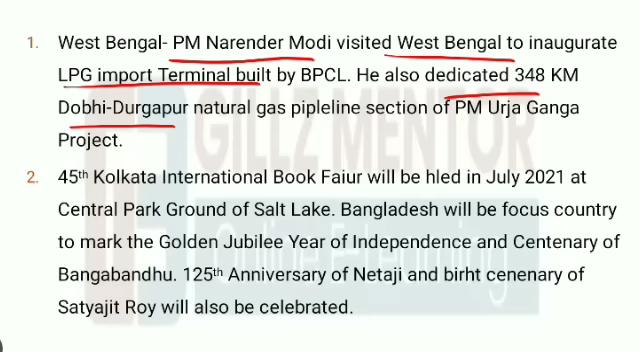 1. West Bengal- PM Narender Modi visited West Bengal to inaugurate
LPG import Terminal built by BPCL. He also dedicated 348 KM
Dobhi-Durgapur natural gas pipleline section of PM Urja Ganga
Project.
2. 45th Kolkata International Book Faiur will be hled in July 2021 at
Central Park Ground of Salt Lake. Bangladesh will be focus country
to mark the Golden Jubilee Year of Independence and Centenary of
Bangabandhu. 125th Anniversary of Netaji and birht cenenary of
Satyajit Roy will also be celebrated.
GILLZ MENTOR
Online E-Learning